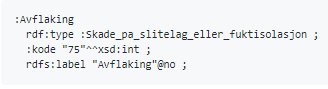 :Avflaking
rdf:type :Skade_pa_slitelag_eller_fuktisolasjon ;
:kode "75"^^xsd:int ;
rdfs:label "Avflaking"@no ;